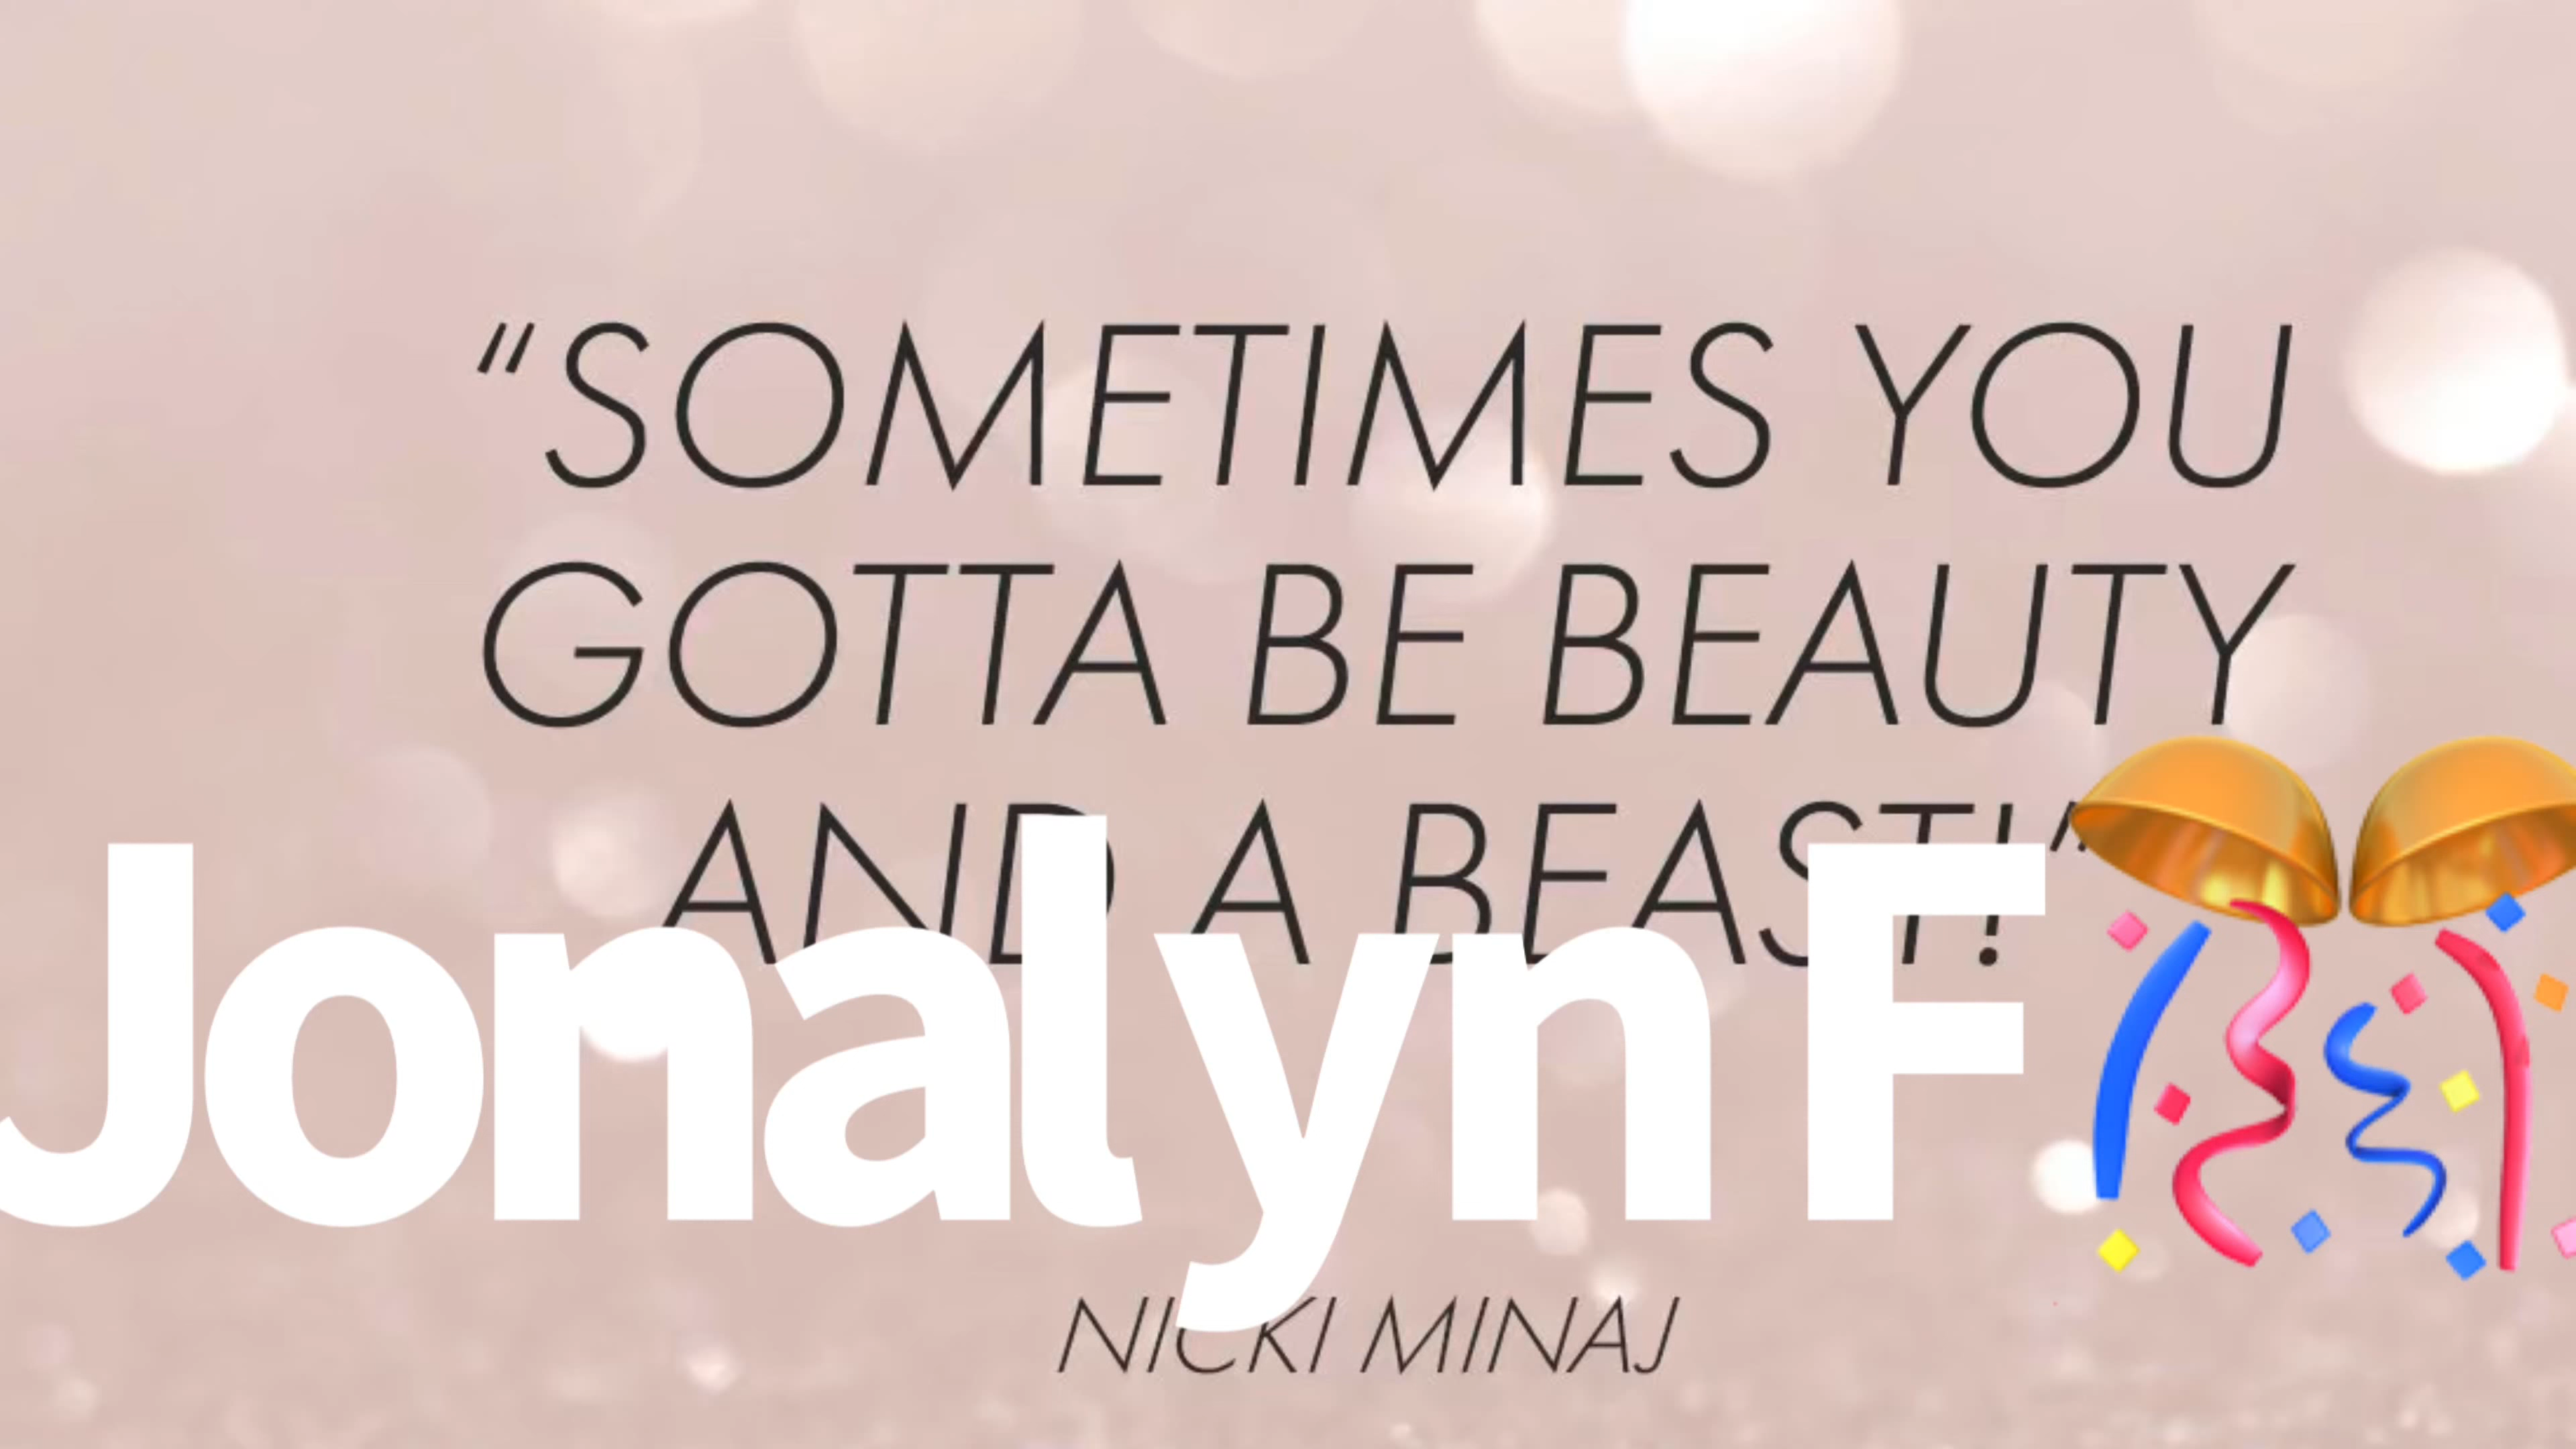 “SOMETIMES YOU
GOTTA BE BEAUTY
AND A BEAST!”
Jonalyn F
NICKI MINAJ